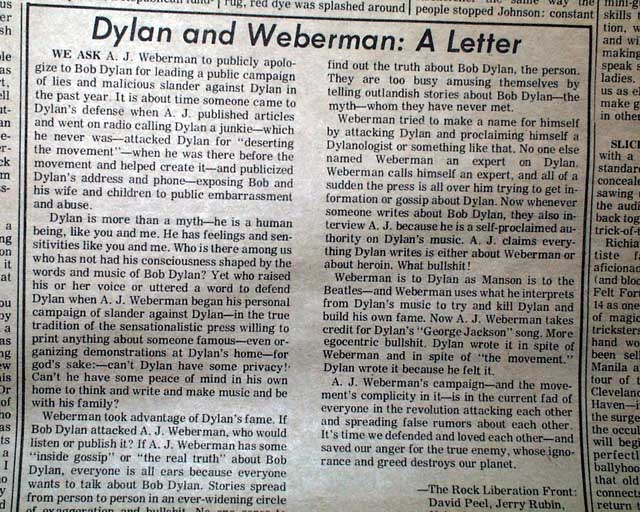 rug, red dye was splashed around
people stopped Johnson: constant
Dylan and Weberman: A Letter
WE ASK A. J. Weberman to publicly apolo-
gize to Bob Dylan for leading a public campaign
of lies and malicious slander against Dylan in
the past year. It is about time someone came to
Dylan's defense when A. J. published articles
and went on radio calling Dylan a junkie—which
he never was—attacked Dylan for "deserting
the movement"—when he was there before the
movement and helped create it—and publicized
Dylan's address and phone—exposing Bob and
his wife and children to public embarrassment
and abuse.
Dylan is more than a myth—he is a human
being, like you and me. He has feelings and sen-
sitivities like you and me. Who is there among us
who has not had his consciousness shaped by the
words and music of Bob Dylan? Yet who raised
his or her voice or uttered a word to defend
Dylan when A. J. Weberman began his personal
campaign of slander against Dylan—in the true
tradition of the sensationalistic press willing to
print anything about someone famous—even or-
ganizing demonstrations at Dylan's home—for
god's sake:—can't Dylan have some privacy!
Can't he have some peace of mind in his own
home to think and write and make music and be
with his family?
Weberman took advantage of Dylan's fame. If
Bob Dylan attacked A. J. Weberman, who would
listen or publish it? If A. J. Weberman has some
"inside gossip" or "the real truth" about Bob
Dylan, everyone is all ears because everyone
wants to talk about Bob Dylan. Stories spread
from person to person in an ever-widening circle
of exaggeration and bullshit. No one
find out the truth about Bob Dylan, the person.
They are too busy amusing themselves by
telling outlandish stories about Bob Dylan—the
myth—whom they have never met.
Weberman tried to make a name for himself
by attacking Dylan and proclaiming himself a
Dylanologist or something like that. No one else
named Weberman an expert on Dylan.
Weberman calls himself an expert, and all of a
sudden the press is all over him trying to get in-
formation or gossip about Dylan. Now whenever
someone writes about Bob Dylan, they also in-
terview A. J. because he is a self-proclaimed au-
thority on Dylan's music. A. J. claims every-
thing Dylan writes is either about Weberman or
about heroin. What bullshit!
Weberman is to Dylan as Manson is to the
Beatles—and Weberman uses what he interprets
from Dylan's music to try and kill Dylan and
build his own fame. Now A. J. Weberman takes
credit for Dylan's "George Jackson" song. More
egocentric bullshit. Dylan wrote it in spite of
Weberman and in spite of "the movement."
Dylan wrote it because he felt it.
A. J. Weberman's campaign—and the move-
ment's complicity in it—is in the current fad of
everyone in the revolution attacking each other
and spreading false rumors about each other.
It's time we defended and loved each other—and
saved our anger for the true enemy, whose igno-
rance and greed destroys our planet.
—The Rock Liberation Front:
David Peel, Jerry Rubin,